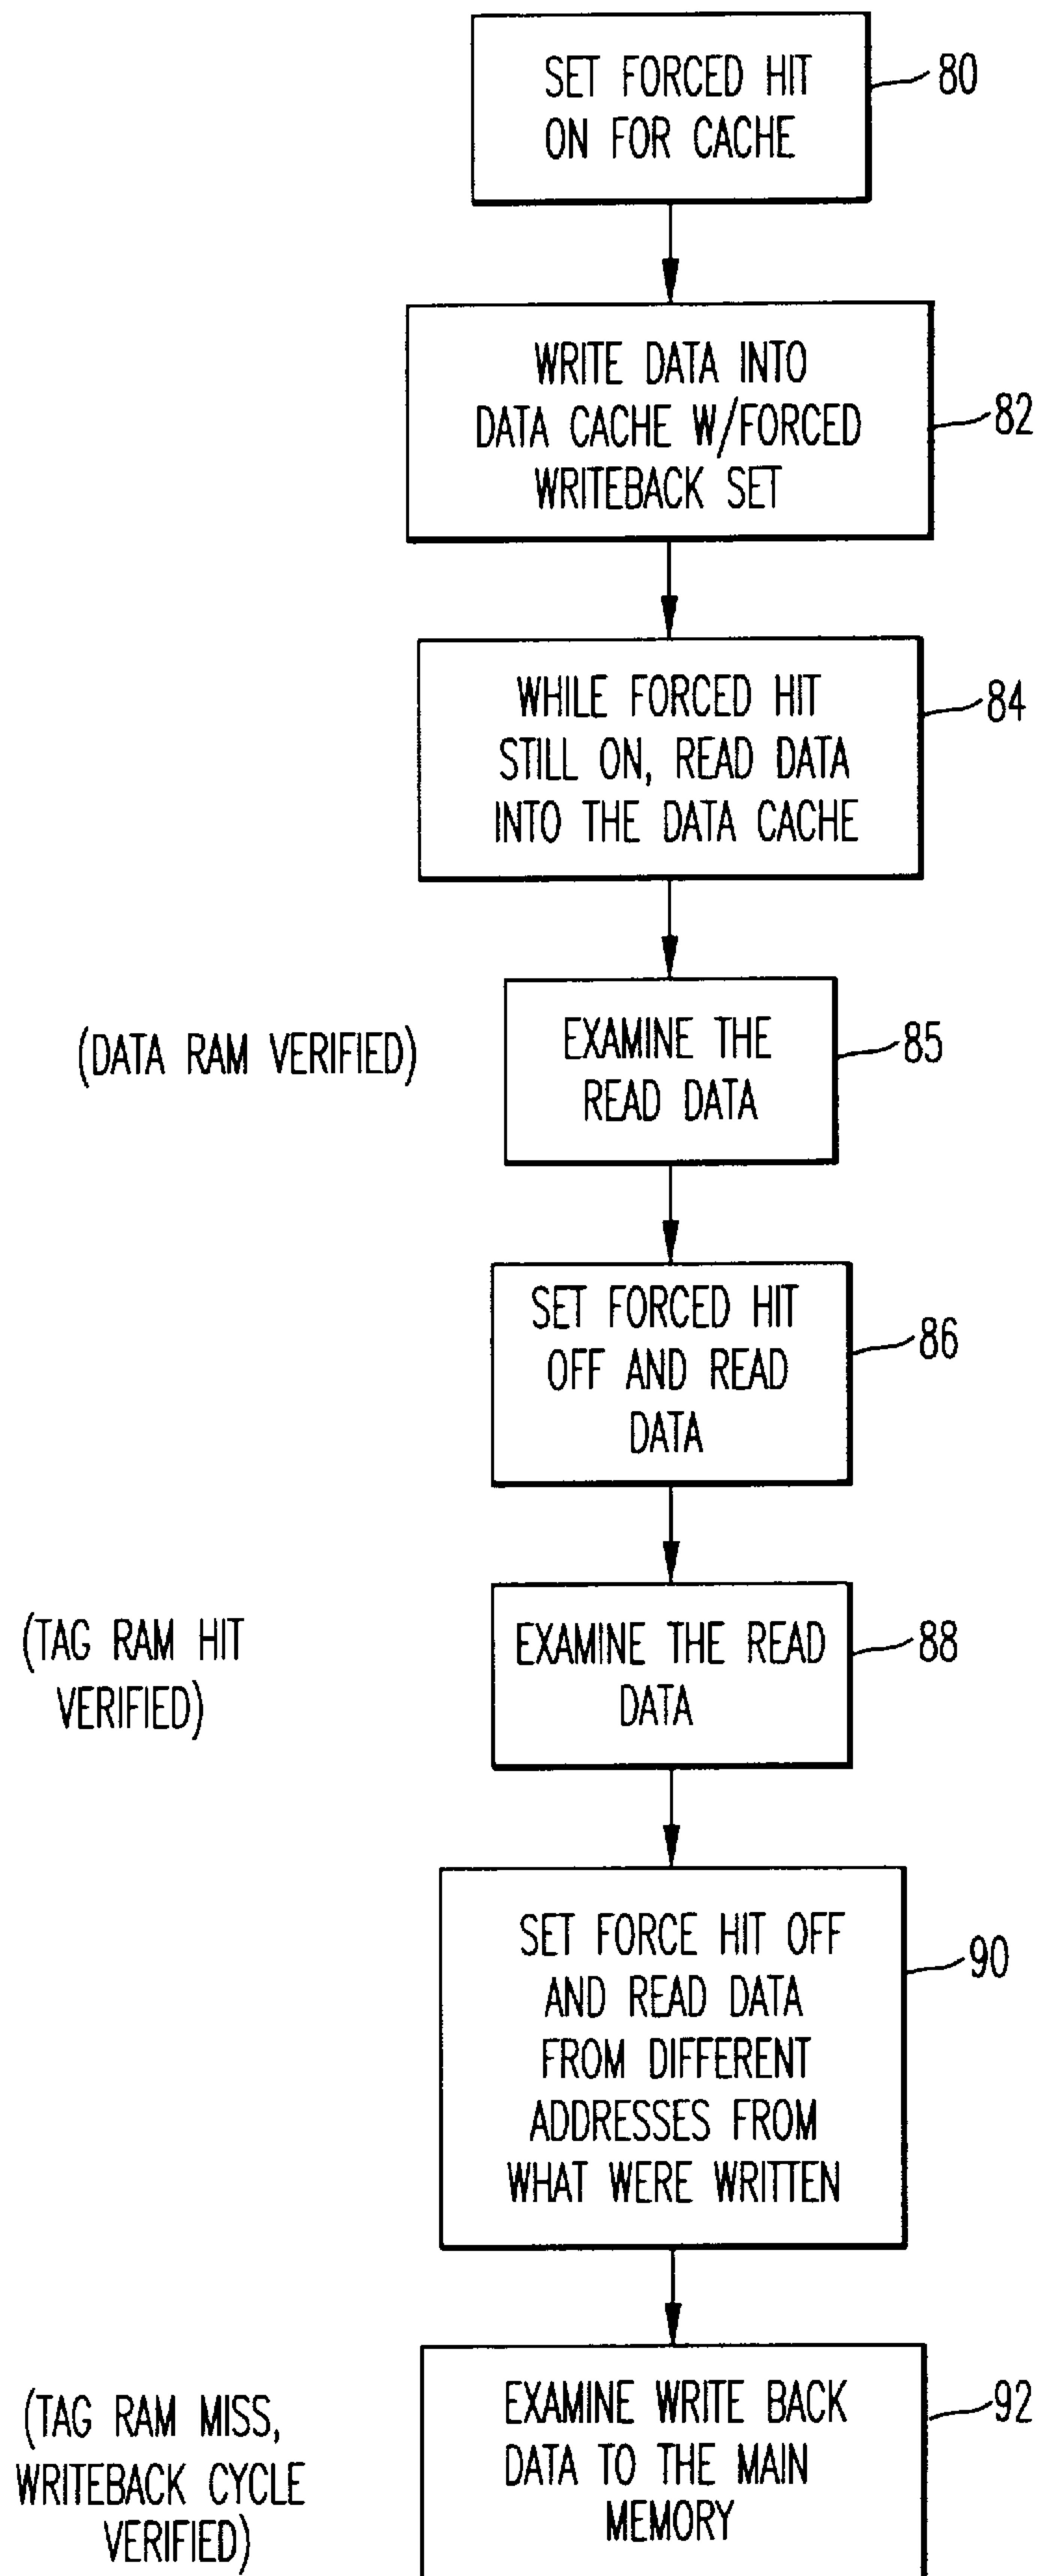 SET FORCED HIT
ON FOR CACHE
80
WRITE DATA INTO
DATA CACHE W/FORCED
WRITEBACK SET
82
WHILE FORCED HIT
STILL ON, READ DATA
INTO THE DATA CACHE
84
(DATA RAM VERIFIED)
EXAMINE THE
READ DATA
85
SET FORCED HIT
OFF AND READ
DATA
86
(TAG RAM HIT
VERIFIED)
EXAMINE THE READ
DATA
88
SET FORCE HIT OFF
AND READ DATA
FROM DIFFERENT
ADDRESSES FROM
WHAT WERE WRITTEN
90
(TAG RAM MISS,
WRITEBACK CYCLE
VERIFIED)
EXAMINE WRITE BACK
DATA TO THE MAIN
MEMORY
92